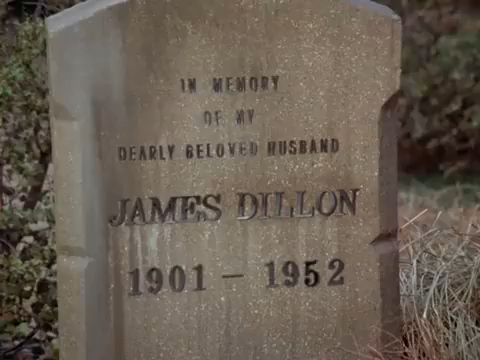 IN MEMORY
OF MY
DEARLY BELOVED HUSBAND
JAMES DILLON
1901 – 1952